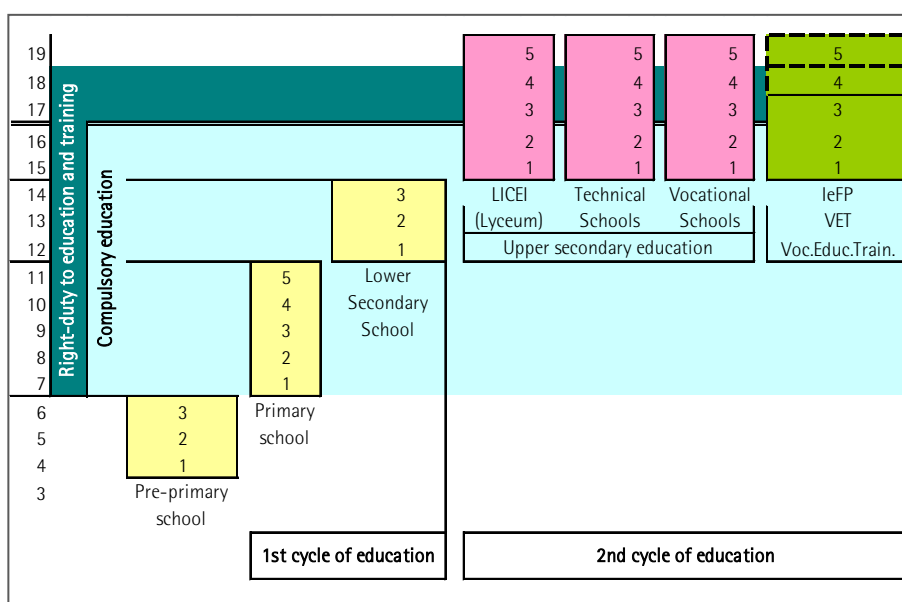 19 5 5 5 5
18 4 4 4 4
17 3 3 3 3
16 2 2 2 2
15 1 1 1 1
Right-duty to education and training
Compulsory education
14 3 LICEI Technical Vocational IeFP
13 2 (Lyceum) Schools Schools VET
12 1 Upper secondary education Voc.Educ.Train.
11 5 Lower
10 4 Secondary
9 3 School
8 2
7 1
6 3 Primary
5 2 school
4 1
3 Pre-primary
school
1st cycle of education 2nd cycle of education